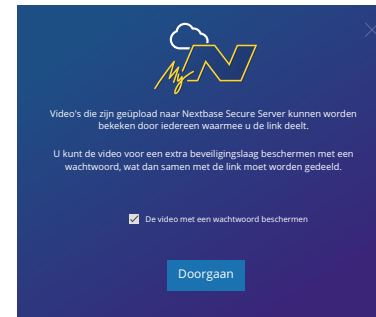 My N
Video's die zijn geüpload naar Nextbase Secure Server kunnen worden
bekeken door iedereen waarmee u de link deelt.
U kunt de video voor een extra beveiligingslaag beschermen met een
wachtwoord, wat dan samen met de link moet worden gedeeld.
De video met een wachtwoord beschermen
Doorgaan